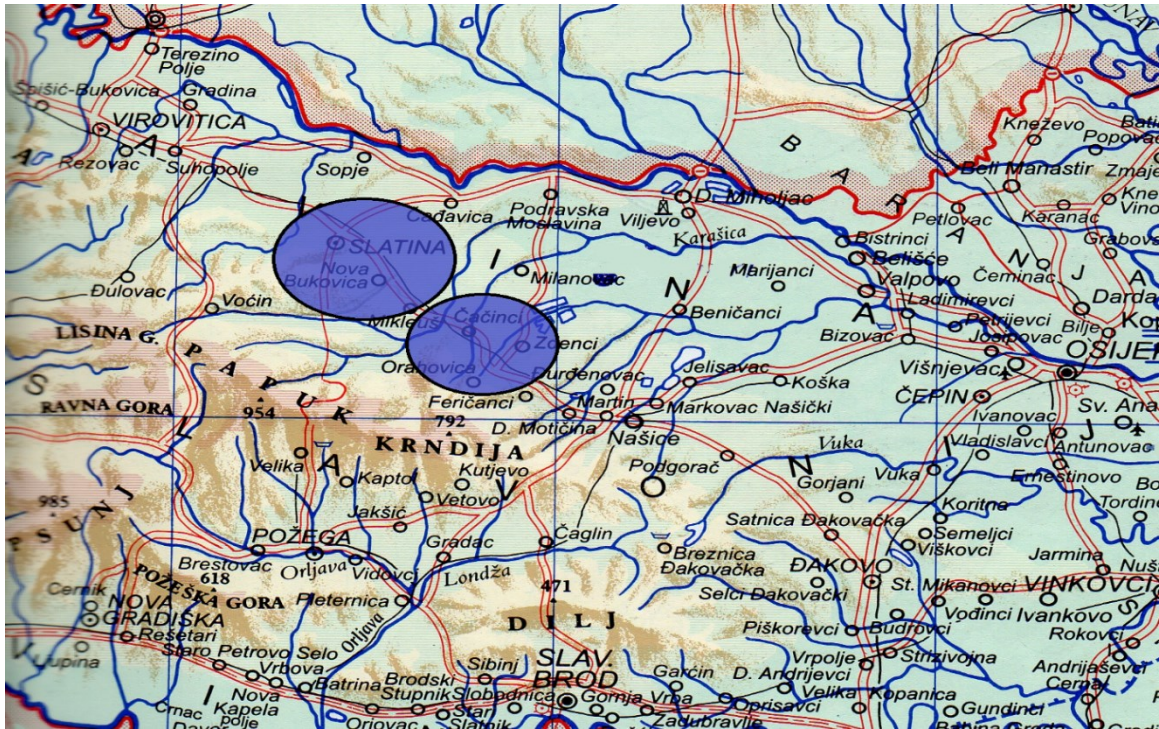 Terezino
Polje
Špišić-Bukovica
Gradina
VIROVITICA
Rezovac
Suhopolje
Sopje
Kneževo
Popovac
Beli Manastir
Čađavica
Podravska
Moslavina
D. Miholjac
Viljevo
Karašica
Petlovac
Karanac
SLATINA
Nova
Bukovica
Milanovac
Marijanci
Bistrinci
Belišće
Valpovo
Čeminac
Đulovac
Voćin
Mikleuš
Čačinci
Zdenci
Beničanci
Ladimirevci
Petrijevci
Bilje
Bizovac
Josipovac
LISINA G.
PAPUK
Orahovica
Đurđenovac
Jelisavac
Koška
Višnjevac
ČEPIN
RAVNA GORA
954
792
Feričanci
Martin
Markovac Našički
Ivanovac
KRNDIJA
D. Motičina
Našice
Vuka
Vladislavci
Antunovac
Velika
Kaptol
Kutjevo
Vetovo
Podgorač
Gorjani
Vuka
Ernestinovo
985
PSUNJ
Jakšić
Koritna
Satnica Đakovačka
Semeljci
Viškovci
POŽEGA
Gradac
Čaglin
Breznica
Đakovačka
Jarmina
Brestovac
Orljava
Vidovci
Londža
ĐAKOVO
St. Mikanovci
VINKOVCI
618
POŽEŠKA GORA
Pleternica
471
Selci Đakovački
Vođinci
Ivankovo
Cernik
NOVA
GRADIŠKA
Rešetari
DILJ
Piškorevci
Budrovci
Rokovci
Staro Petrovo Selo
Orljava
Vrbova
Batrina
Brodski
Stupnik
Sibinj
Slobodnica
SLAV.
BROD
Garčin
D. Andrijevci
Vrpolje
Strizivojna
Andrijaševci
Nova
Kapela
Gornja Vrba
Velika Kopanica
Oriovac
Oprisavci
Gundinci
Zadubravlje